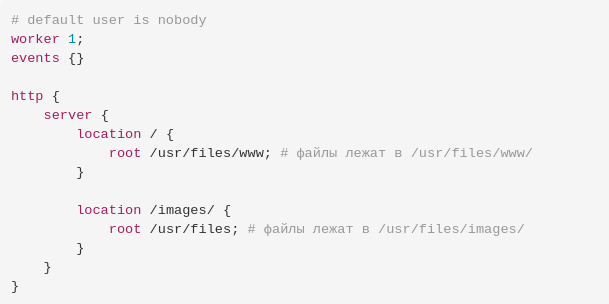 # default user is nobody
worker 1;
events {}

http {
    server {
        location / {
            root /usr/files/www; # файлы лежат в /usr/files/www/
        }

        location /images/ {
            root /usr/files; # файлы лежат в /usr/files/images/
        }
    }
}